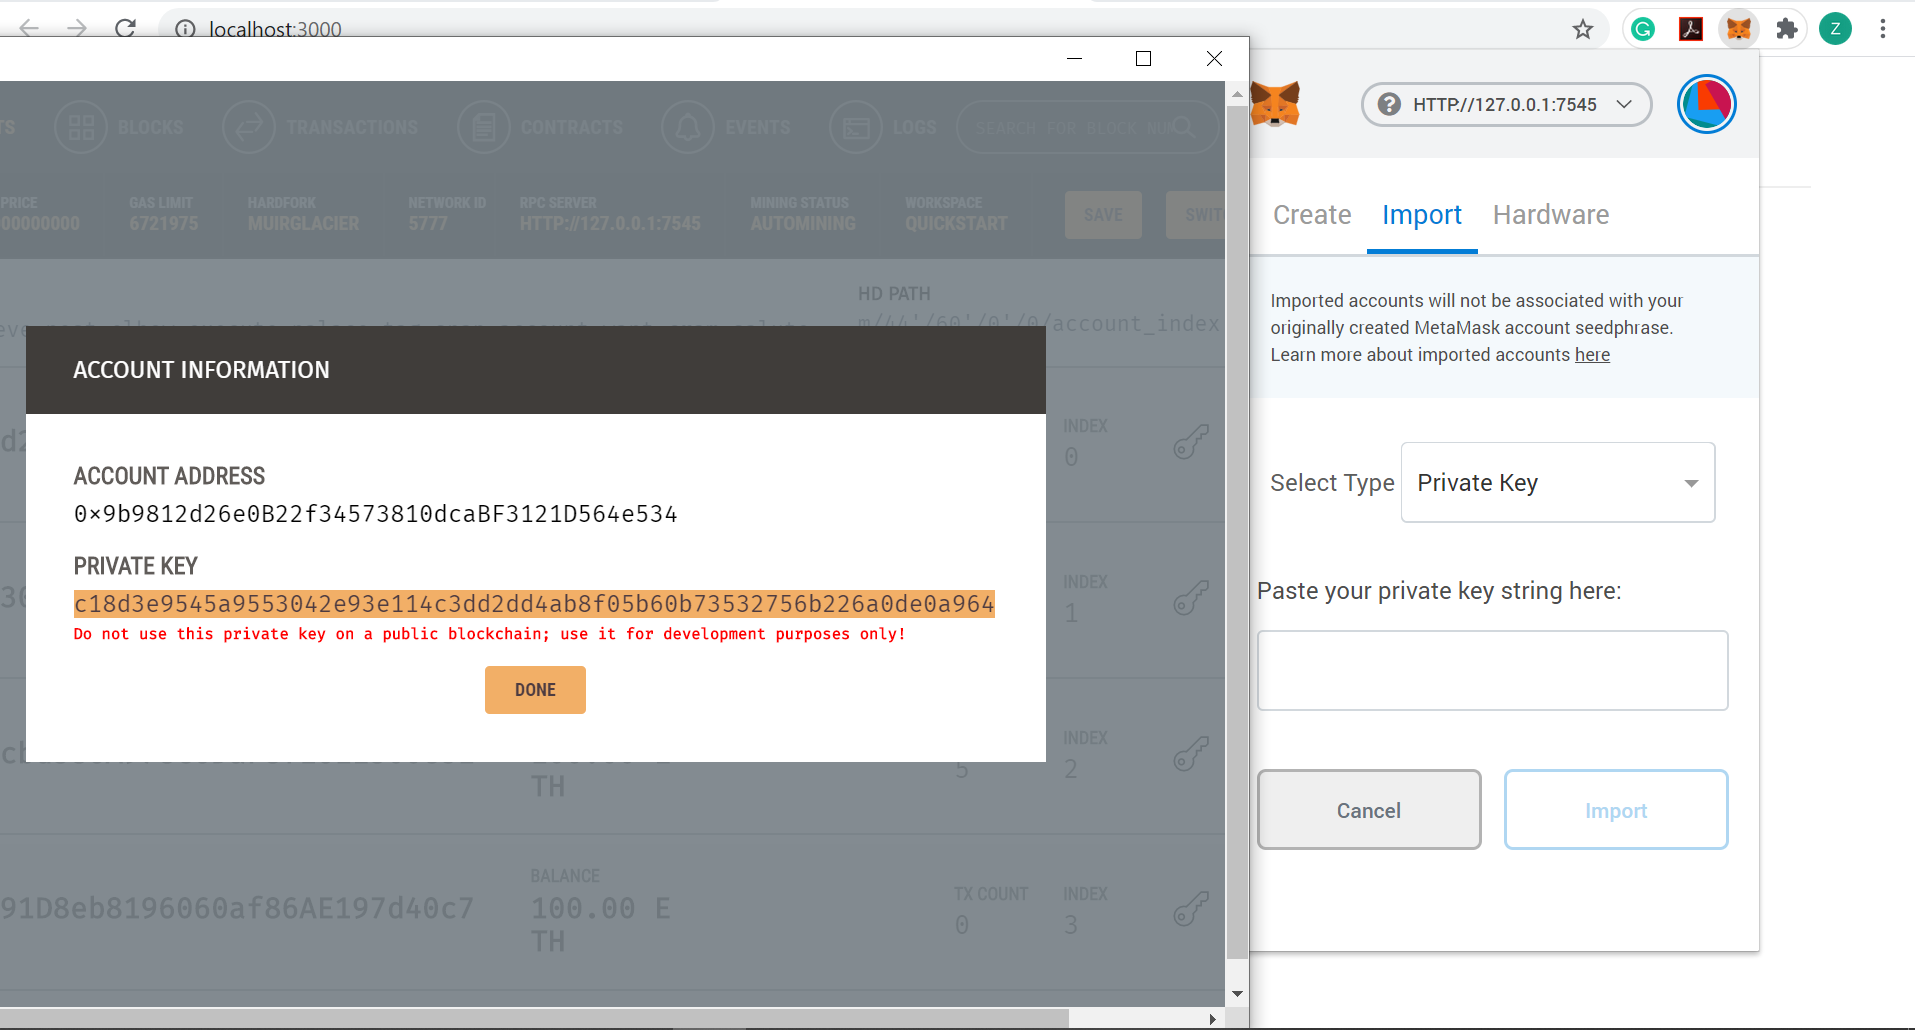 localhost:3000
Z
TS
BLOCKS
TRANSACTIONS
CONTRACTS
EVENTS
LOGS
SEARCH FOR BLOCK NUM
PRICE
00000000
GAS LIMIT
6721975
HARDFORK
MUIRGLACIER
NETWORK ID
5777
RPC SERVER
HTTP://127.0.0.1:7545
MINING STATUS
AUTOMINING
WORKSPACE
QUICKSTART
SAVE
SWIT
HD PATH
m/44'/60'/0'/0/account_index
ACCOUNT INFORMATION
ACCOUNT ADDRESS
0×9b9812d26e0B22f34573810dcaBF3121D564e534
PRIVATE KEY
c18d3e9545a9553042e93e114c3dd2dd4ab8f05b60b73532756b226a0de0a964
Do not use this private key on a public blockchain; use it for development purposes only!
DONE
INDEX
0
INDEX
1
TH
5
INDEX
2
91D8eb8196060af86AE197d40c7
BALANCE
100.00 E
TH
TX COUNT
0
INDEX
3
HTTP://127.0.0.1:7545
Create
Import
Hardware
Imported accounts will not be associated with your
originally created MetaMask account seedphrase.
Learn more about imported accounts here
Select Type
Private Key
Paste your private key string here:
Cancel
Import